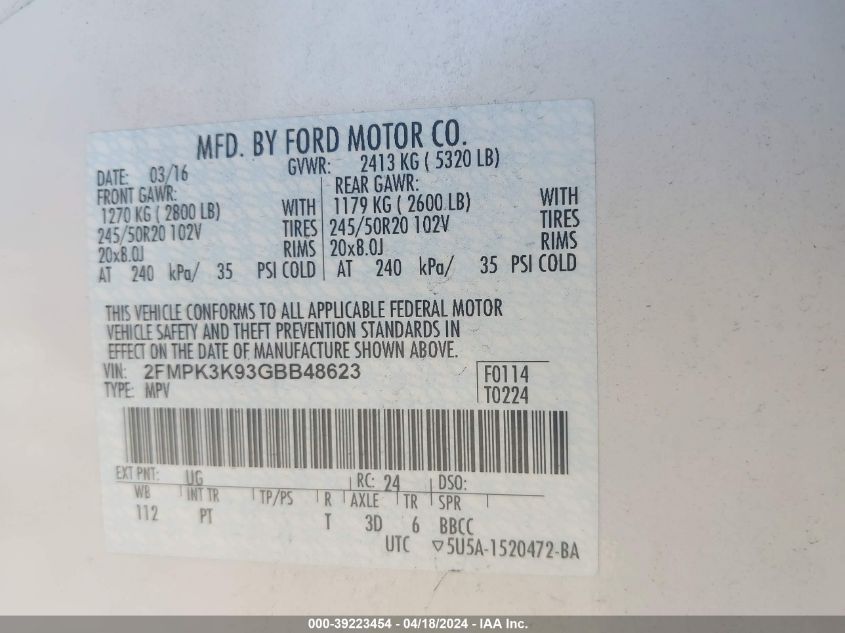 MFD. BY FORD MOTOR CO.
DATE: 03/16 GVWR: 2413 KG ( 5320 LB)
FRONT GAWR: REAR GAWR:
1270 KG ( 2800 LB) WITH 1179 KG ( 2600 LB) WITH
245/50R20 102V TIRES 245/50R20 102V TIRES
20x8.0J RIMS 20x8.0J RIMS
AT 240 kPa/ 35 PSI COLD AT 240 kPa/ 35 PSI COLD
THIS VEHICLE CONFORMS TO ALL APPLICABLE FEDERAL MOTOR
VEHICLE SAFETY AND THEFT PREVENTION STANDARDS IN
EFFECT ON THE DATE OF MANUFACTURE SHOWN ABOVE.
VIN: 2FMPK3K93GBB48623 F0114
TYPE: MPV T0224
EXT PNT: UG RC: 24 DSO:
WB INT TR TP/PS R AXLE TR SPR
112 PT T 3D 6 BBCC
UTC ▽5U5A-1520472-BA
000-39223454 - 04/18/2024 - IAA Inc.